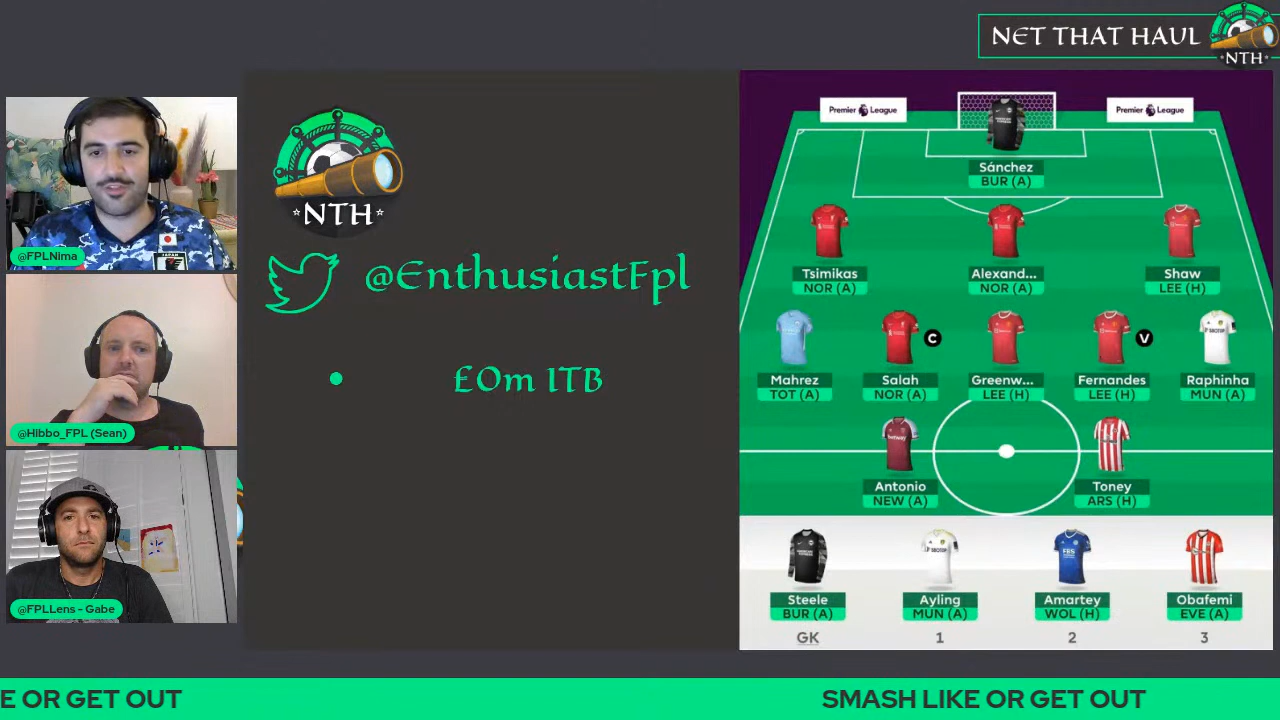 NET THAT HAUL
NTH
@FPLNima
JAPAN
@Hibbo_FPL (Sean)
@FPLLens - Gabe
NTH
@EnthusiastFpl
£0m ITB
Premier League
Premier League
Sánchez
BUR (A)
Tsimikas
NOR (A)
Alexand...
NOR (A)
Shaw
LEE (H)
Mahrez
TOT (A)
Salah
NOR (A)
C
Greenw...
LEE (H)
Fernandes
LEE (H)
V
Raphinha
MUN (A)
Antonio
NEW (A)
Toney
ARS (H)
Steele
BUR (A)
GK
Ayling
MUN (A)
1
Amartey
WOL (H)
2
Obafemi
EVE (A)
3
E OR GET OUT
SMASH LIKE OR GET OUT